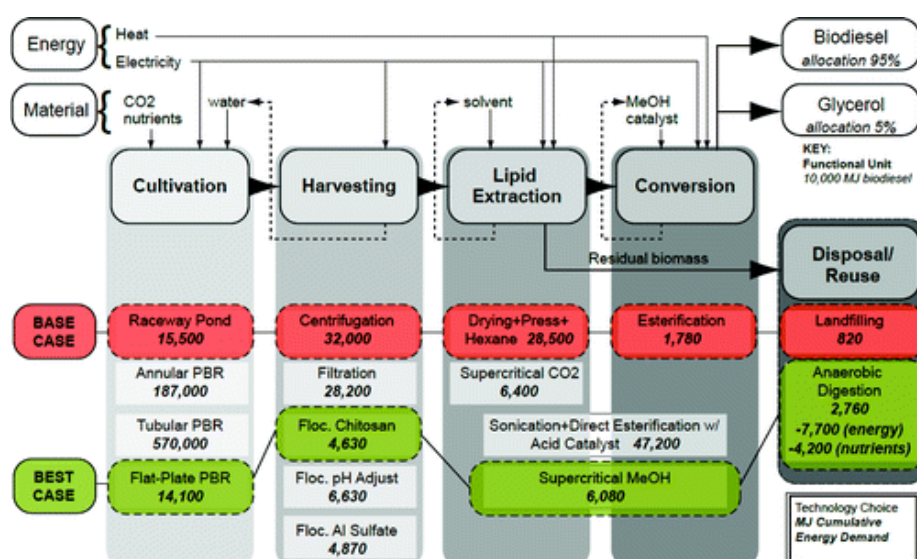 Energy
Heat
Electricity
Biodiesel
allocation 95%
Material
CO2
nutrients
water
solvent
MeOH
catalyst
Glycerol
allocation 5%
KEY:
Functional Unit
10,000 MJ biodiesel
Cultivation
Harvesting
Lipid
Extraction
Conversion
Residual biomass
Disposal/
Reuse
BASE
CASE
Raceway Pond
15,500
Centrifugation
32,000
Drying+Press+
Hexane 28,500
Esterification
1,780
Landfilling
820
Annular PBR
187,000
Filtration
28,200
Supercritical CO2
6,400
Anaerobic
Digestion
2,760
-7,700 (energy)
-4,200 (nutrients)
Tubular PBR
570,000
Floc. Chitosan
4,630
Sonication+Direct Esterification w/
Acid Catalyst 47,200
BEST
CASE
Flat-Plate PBR
14,100
Floc. pH Adjust
6,630
Supercritical MeOH
6,080
Floc. Al Sulfate
4,870
Technology Choice
MJ Cumulative
Energy Demand